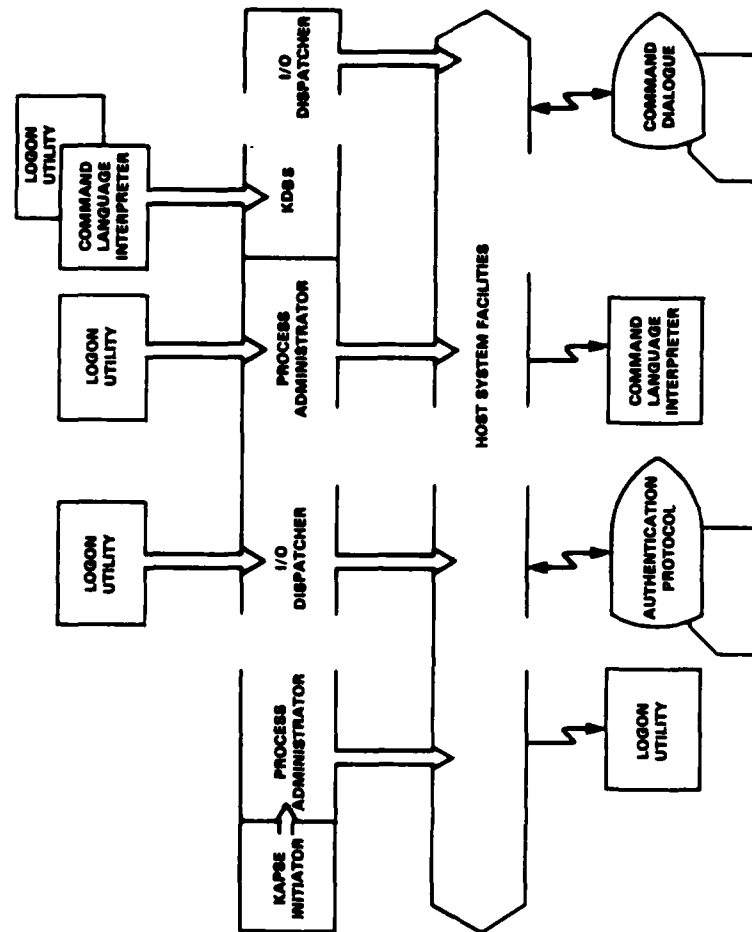 LOGON
UTILITY
LOGON
UTILITY
LOGON
UTILITY
COMMAND
LANGUAGE
INTERPRETER
KAPSE
INITIATOR
PROCESS
ADMINISTRATOR
I/O
DISPATCHER
PROCESS
ADMINISTRATOR
KDBS
I/O
DISPATCHER
HOST SYSTEM FACILITIES
LOGON
UTILITY
AUTHENTICATION
PROTOCOL
COMMAND
LANGUAGE
INTERPRETER
COMMAND
DIALOGUE